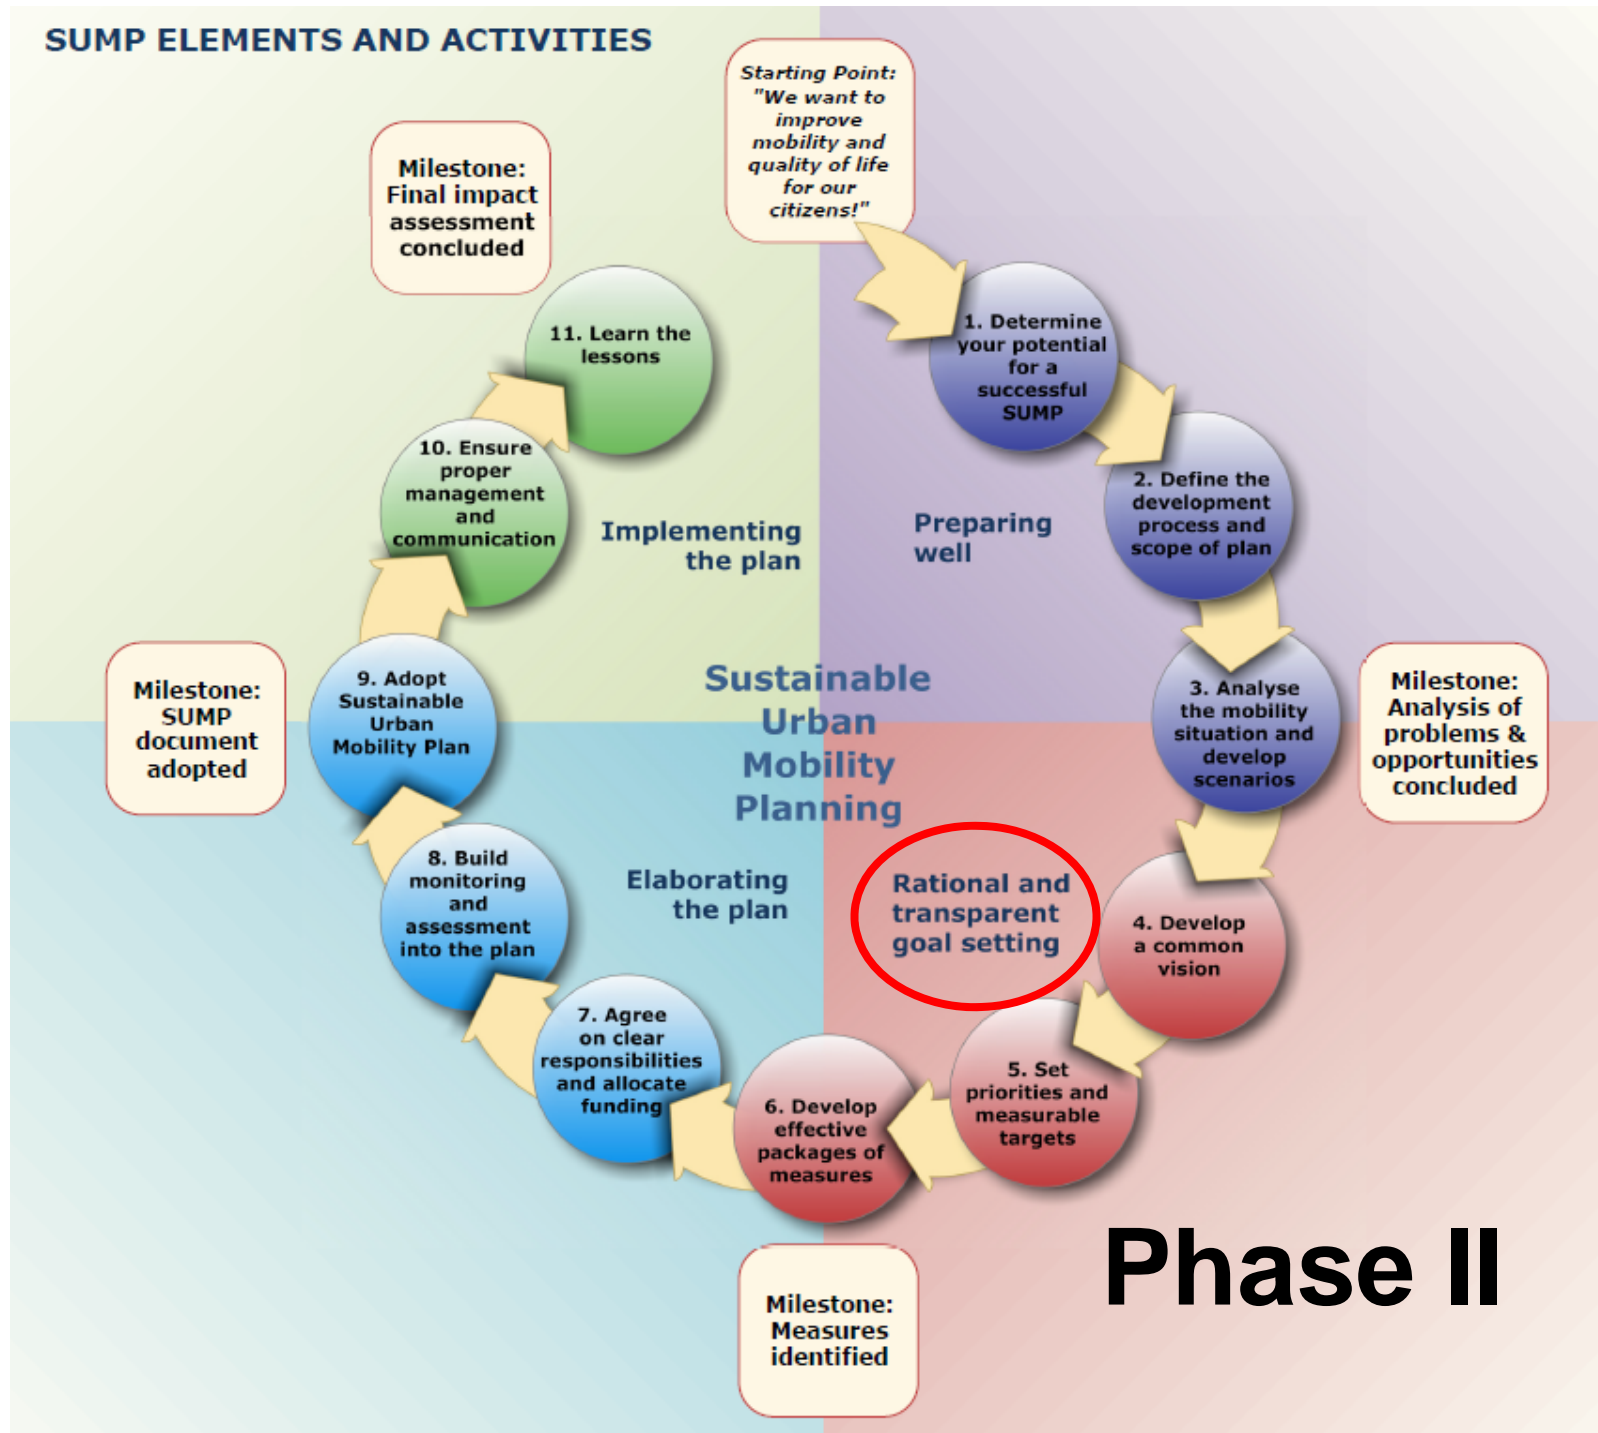 SUMP ELEMENTS AND ACTIVITIES
Starting Point:
"We want to
improve
mobility and
quality of life
for our
citizens!"
1. Determine
your potential
for a
successful
SUMP
2. Define the
development
process and
scope of plan
Preparing
well
3. Analyse
the mobility
situation and
develop
scenarios
Milestone:
Analysis of
problems &
opportunities
concluded
Rational and
transparent
goal setting
4. Develop
a common
vision
5. Set
priorities and
measurable
targets
6. Develop
effective
packages of
measures
Milestone:
Measures
identified
Phase II
Elaborating
the plan
7. Agree
on clear
responsibilities
and allocate
funding
8. Build
monitoring
and
assessment
into the plan
9. Adopt
Sustainable
Urban
Mobility Plan
Milestone:
SUMP
document
adopted
Implementing
the plan
10. Ensure
proper
management
and
communication
11. Learn the
lessons
Milestone:
Final impact
assessment
concluded
Sustainable
Urban
Mobility
Planning